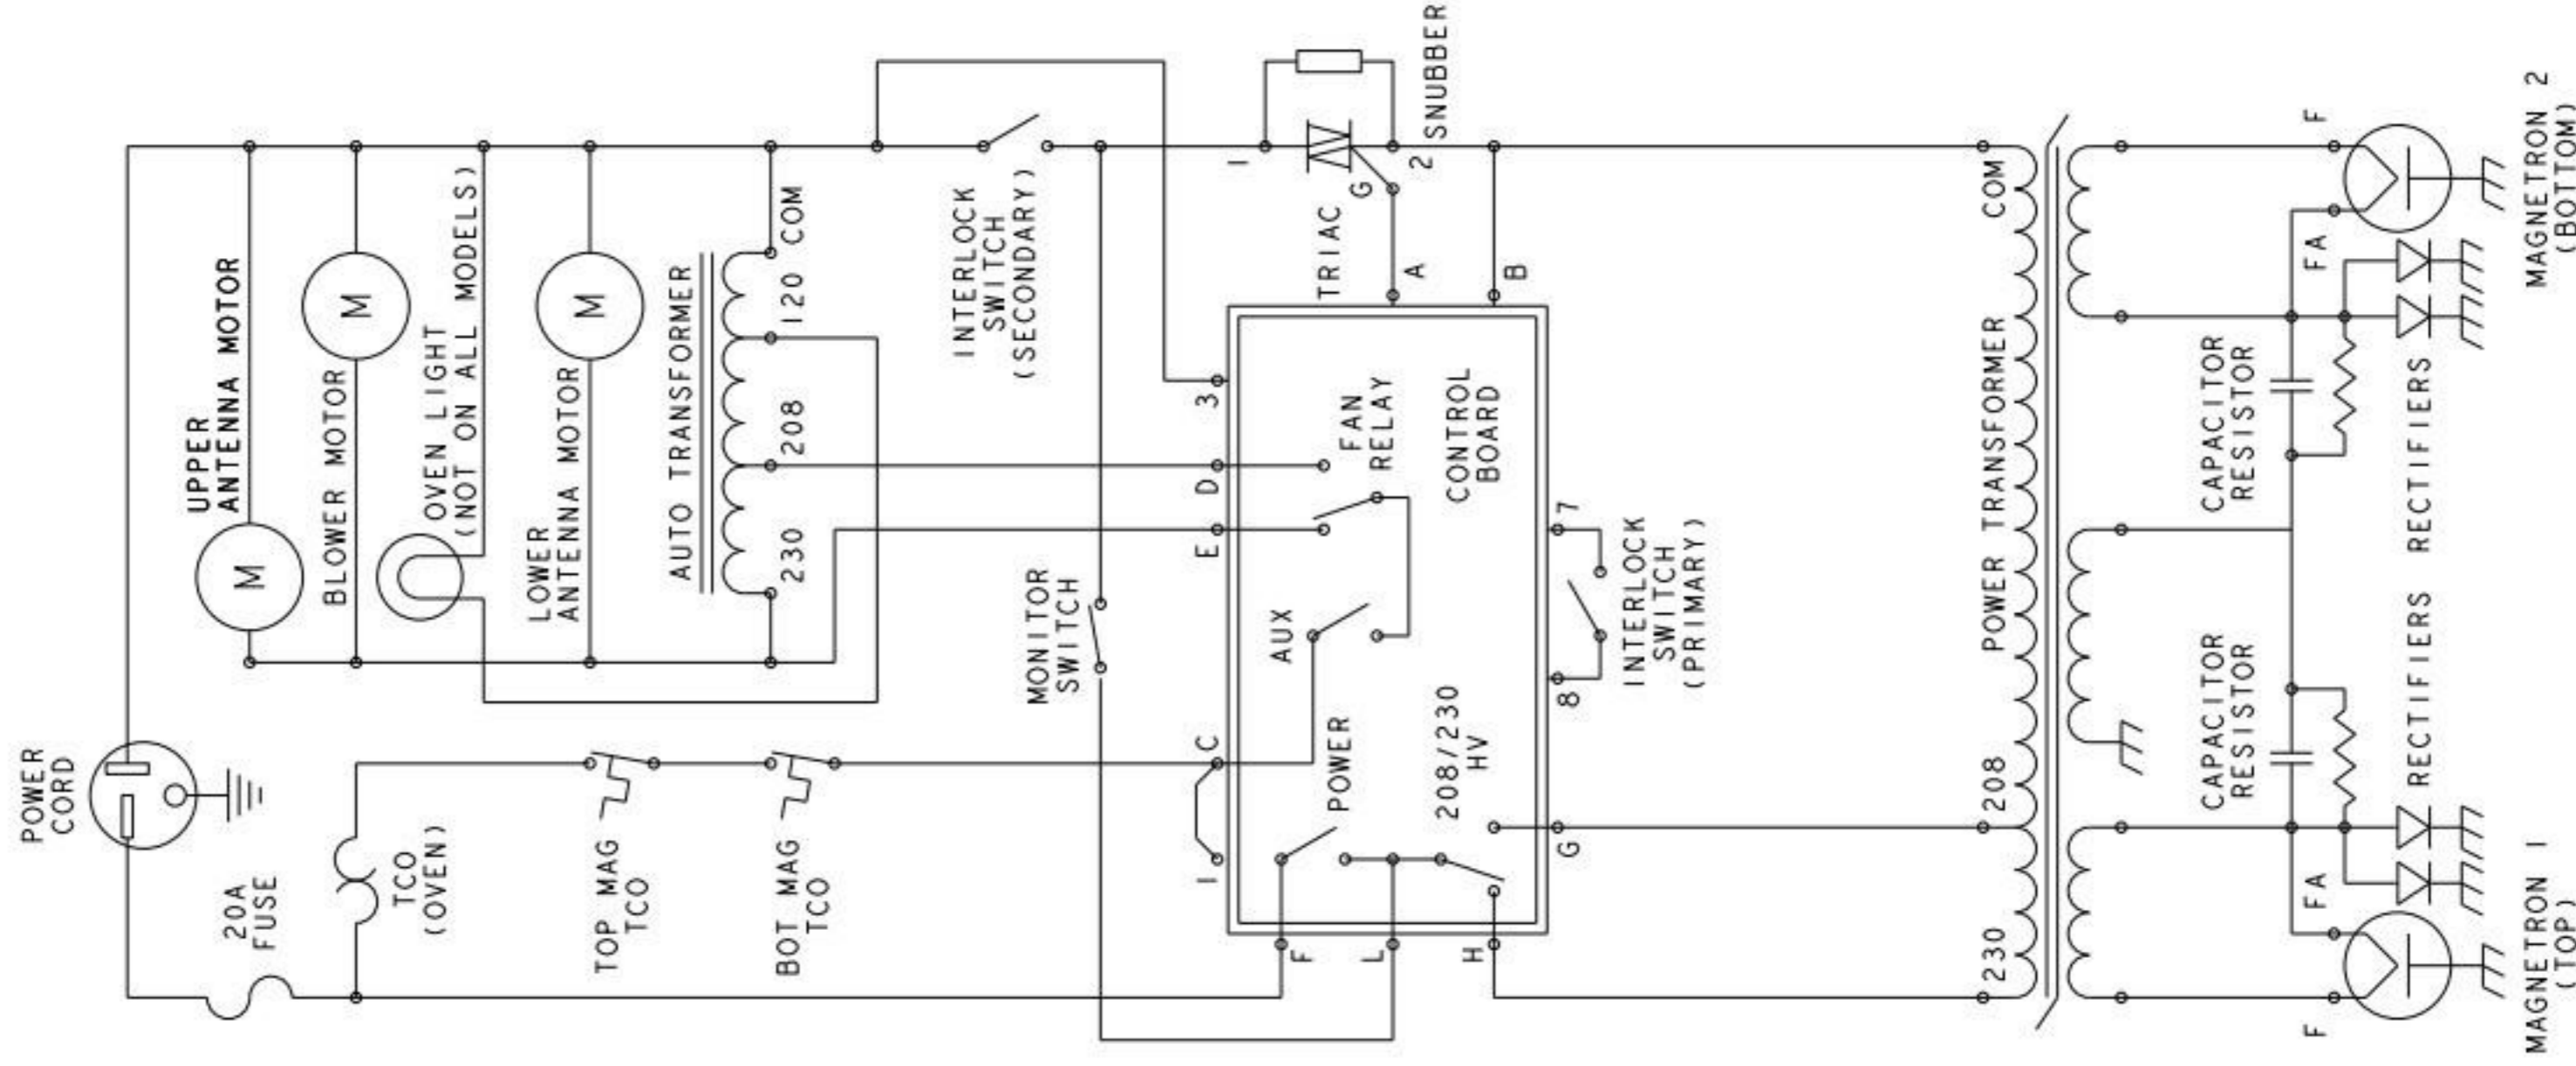 POWER
CORD
20A
FUSE
TCO
(OVEN)
TOP MAG
TCO
BOT MAG
TCO
UPPER
ANTENNA MOTOR
M
BLOWER MOTOR
M
OVEN LIGHT
(NOT ON ALL MODELS)
LOWER
ANTENNA MOTOR
M
AUTO TRANSFORMER
230
208
120
COM
INTERLOCK
SWITCH
(SECONDARY)
MONITOR
SWITCH
1
TRIAC
G
2
SNUBBER
A
B
3
D
E
C
1
F
L
H
G
8
7
FAN
RELAY
CONTROL
BOARD
AUX
POWER
208/230
HV
INTERLOCK
SWITCH
(PRIMARY)
POWER TRANSFORMER
230
208
COM
CAPACITOR
RESISTOR
CAPACITOR
RESISTOR
RECTIFIERS
RECTIFIERS
F
FA
FA
F
MAGNETRON 1
(TOP)
MAGNETRON 2
(BOTTOM)